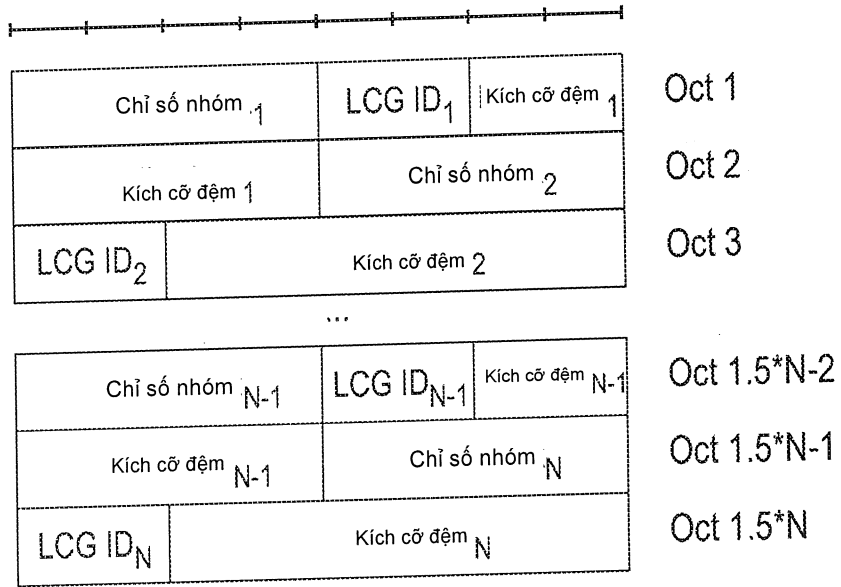 Chỉ số nhóm 1 LCG ID1 Kích cỡ đệm 1 Oct 1
Kích cỡ đệm 1 Chỉ số nhóm 2 Oct 2
LCG ID2 Kích cỡ đệm 2 Oct 3
...
Chỉ số nhóm N-1 LCG IDN-1 Kích cỡ đệm N-1 Oct 1.5*N-2
Kích cỡ đệm N-1 Chỉ số nhóm N Oct 1.5*N-1
LCG IDN Kích cỡ đệm N Oct 1.5*N